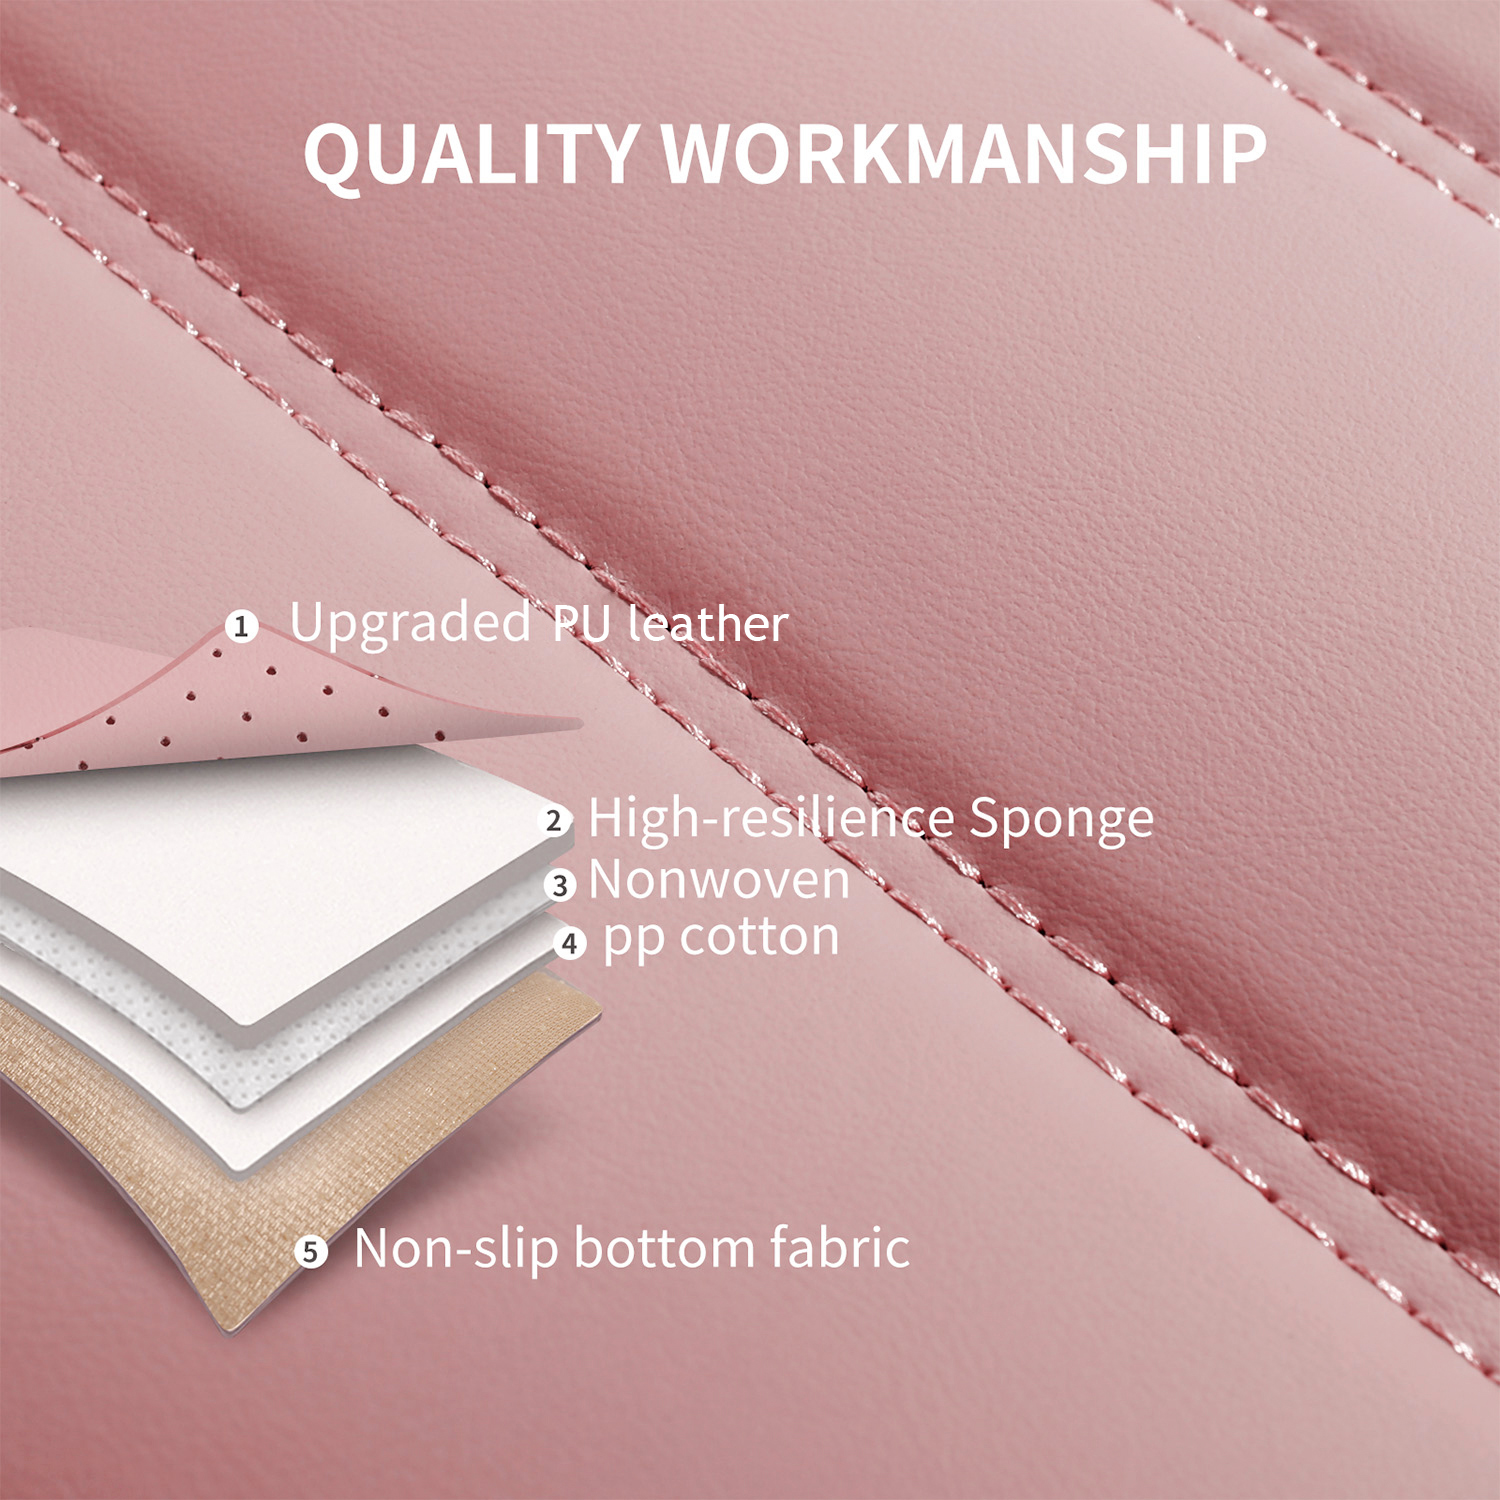 QUALITY WORKMANSHIP
1 Upgraded PU leather
2 High-resilience Sponge
3 Nonwoven
4 pp cotton
5 Non-slip bottom fabric